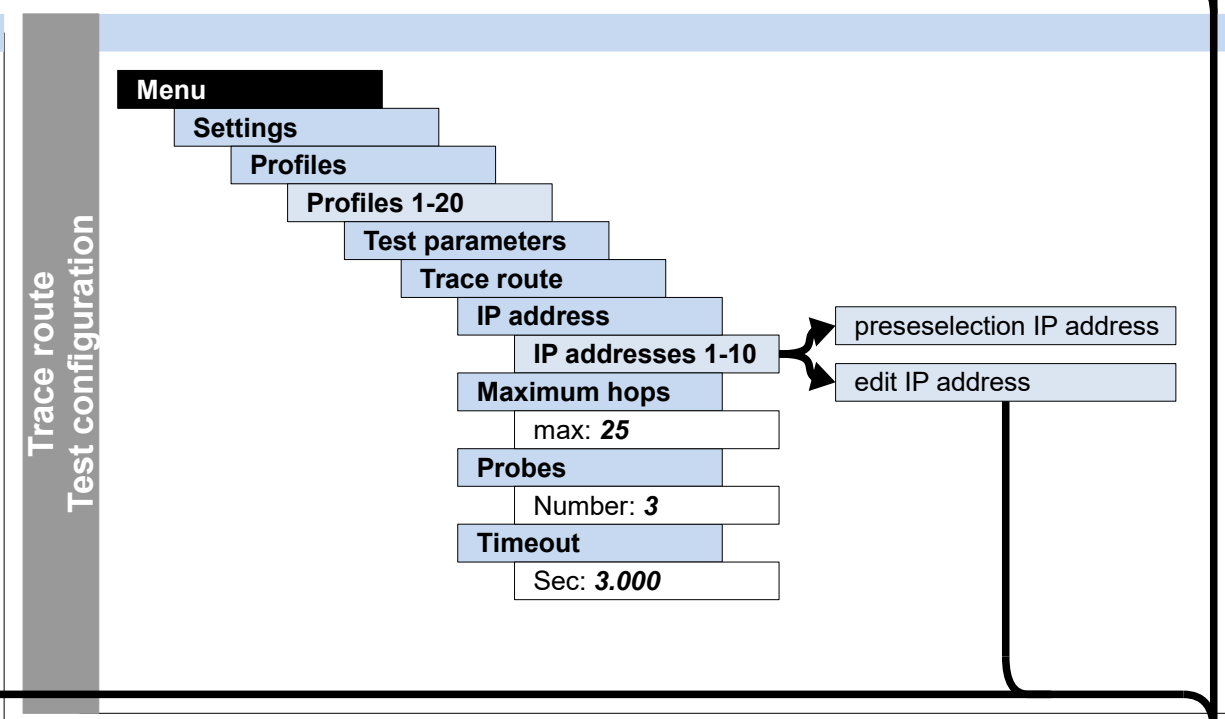 Trace route
Test configuration
Menu
Settings
Profiles
Profiles 1-20
Test parameters
Trace route
IP address
IP addresses 1-10
preseselection IP address
edit IP address
Maximum hops
max: 25
Probes
Number: 3
Timeout
Sec: 3.000